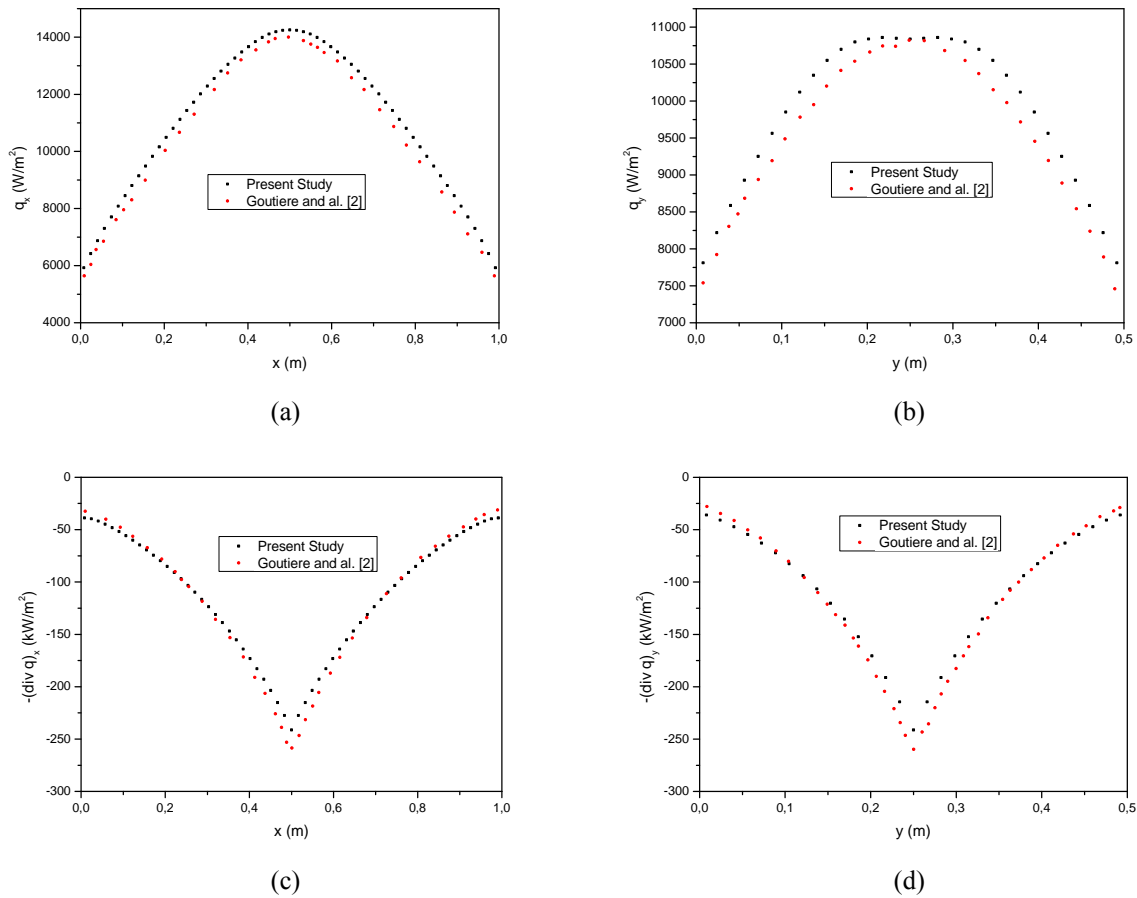 14000
12000
10000
8000
6000
4000
qx (W/m²)
Present Study
Goutiere and al. [2]
0,0 0,2 0,4 0,6 0,8 1,0
x (m)
(a)
11000
10500
10000
9500
9000
8500
8000
7500
7000
qy (W/m²)
Present Study
Goutiere and al. [2]
0,0 0,1 0,2 0,3 0,4 0,5
y (m)
(b)
0
-50
-100
-150
-200
-250
-300
-(div q)x (kW/m²)
Present Study
Goutiere and al. [2]
0,0 0,2 0,4 0,6 0,8 1,0
x (m)
(c)
0
-50
-100
-150
-200
-250
-300
-(div q)y (kW/m²)
Present Study
Goutiere and al. [2]
0,0 0,1 0,2 0,3 0,4 0,5
y (m)
(d)